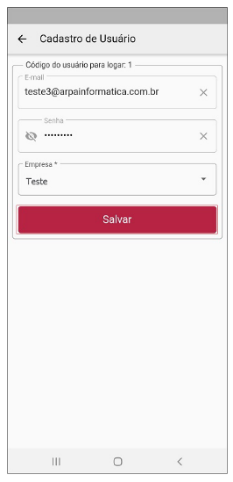 Cadastro de Usuário
Código do usuário para logar: 1
E-mail
teste3@arpainformatica.com.br
Senha
•••••••••
Empresa *
Teste
Salvar